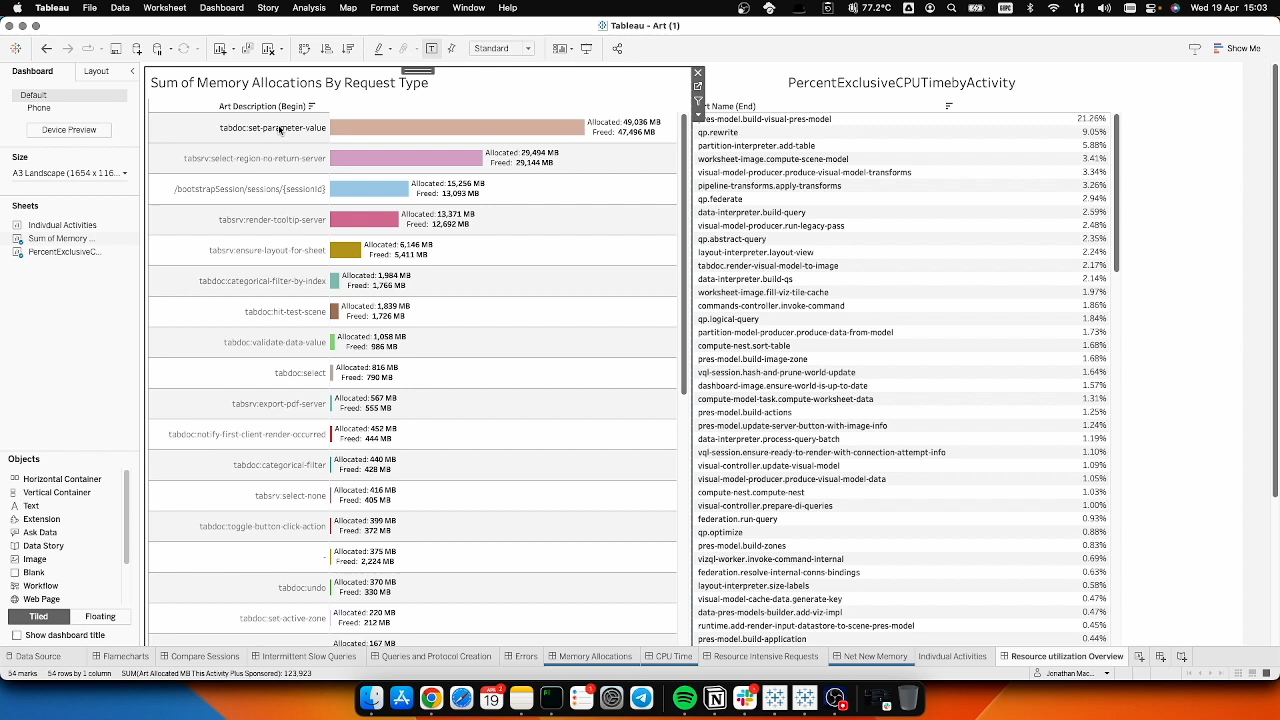 Tableau File Data Worksheet Dashboard Story Analysis Map Format Server Window Help 77.2°C Wed 19 Apr 15:03
Tableau - Art (1)
Standard Show Me
Dashboard Layout
Default
Phone
Device Preview
Size
A3 Landscape (1654 x 116...
Sheets
Indivdual Activities
Sum of Memory ...
PercentExclusiveC...
Objects
Horizontal Container
Vertical Container
Text
Extension
Ask Data
Data Story
Image
Blank
Workflow
Web Page
Tiled Floating
Show dashboard title
Sum of Memory Allocations By Request Type
Art Description (Begin)
tabdoc:set-parameter-value Allocated: 49,036 MB
Freed: 47,496 MB
tabsrv:select-region-no-return-server Allocated: 29,494 MB
Freed: 29,144 MB
/bootstrapSession/sessions/{sessionId} Allocated: 15,256 MB
Freed: 13,093 MB
tabsrv:render-tooltip-server Allocated: 13,371 MB
Freed: 12,692 MB
tabsrv:ensure-layout-for-sheet Allocated: 6,146 MB
Freed: 5,411 MB
tabdoc:categorical-filter-by-index Allocated: 1,984 MB
Freed: 1,766 MB
tabdoc:hit-test-scene Allocated: 1,839 MB
Freed: 1,726 MB
tabdoc:validate-data-value Allocated: 1,058 MB
Freed: 986 MB
tabdoc:select Allocated: 816 MB
Freed: 790 MB
tabsrv:export-pdf-server Allocated: 567 MB
Freed: 555 MB
tabdoc:notify-first-client-render-occurred Allocated: 452 MB
Freed: 444 MB
tabdoc:categorical-filter Allocated: 440 MB
Freed: 428 MB
tabsrv:select-none Allocated: 416 MB
Freed: 405 MB
tabdoc:toggle-button-click-action Allocated: 399 MB
Freed: 372 MB
- Allocated: 375 MB
Freed: 2,224 MB
tabdoc:undo Allocated: 370 MB
Freed: 330 MB
tabdoc:set-active-zone Allocated: 220 MB
Freed: 212 MB
Allocated: 167 MB
PercentExclusiveCPUTimebyActivity
Art Name (End)
pres-model.build-visual-pres-model 21.26%
qp.rewrite 9.05%
partition-interpreter.add-table 5.88%
worksheet-image.compute-scene-model 3.41%
visual-model-producer.produce-visual-model-transforms 3.34%
pipeline-transforms.apply-transforms 3.26%
qp.federate 2.94%
data-interpreter.build-query 2.59%
visual-model-producer.run-legacy-pass 2.48%
qp.abstract-query 2.35%
layout-interpreter.layout-view 2.24%
tabdoc.render-visual-model-to-image 2.17%
data-interpreter.build-qs 2.14%
worksheet-image.fill-viz-tile-cache 1.97%
commands-controller.invoke-command 1.86%
qp.logical-query 1.84%
partition-model-producer.produce-data-from-model 1.73%
compute-nest.sort-table 1.68%
pres-model.build-image-zone 1.68%
vql-session.hash-and-prune-world-update 1.64%
dashboard-image.ensure-world-is-up-to-date 1.57%
compute-model-task.compute-worksheet-data 1.31%
pres-model.build-actions 1.25%
pres-model.update-server-button-with-image-info 1.24%
data-interpreter.process-query-batch 1.19%
vql-session.ensure-ready-to-render-with-connection-attempt-info 1.10%
visual-controller.update-visual-model 1.09%
visual-model-producer.produce-visual-model-data 1.05%
compute-nest.compute-nest 1.03%
visual-controller.prepare-di-queries 1.00%
federation.run-query 0.93%
qp.optimize 0.88%
pres-model.build-zones 0.83%
vizql-worker.invoke-command-internal 0.69%
federation.resolve-internal-conns-bindings 0.63%
layout-interpreter.size-labels 0.58%
visual-model-cache-data.generate-key 0.47%
data-pres-models-builder.add-viz-impl 0.47%
runtime.add-render-input-datastore-to-scene-pres-model 0.45%
pres-model.build-application 0.44%
Data Source Flamecharts Compare Sessions Intermittent Slow Queries Queries and Protocol Creation Errors Memory Allocations CPU Time Resource Intensive Requests Net New Memory Indivdual Activities Resource utilization Overview
54 marks 54 rows by 1 column SUM(Art Allocated MB This Activity Plus Sponsored): 123,923 Jonathan Mac...